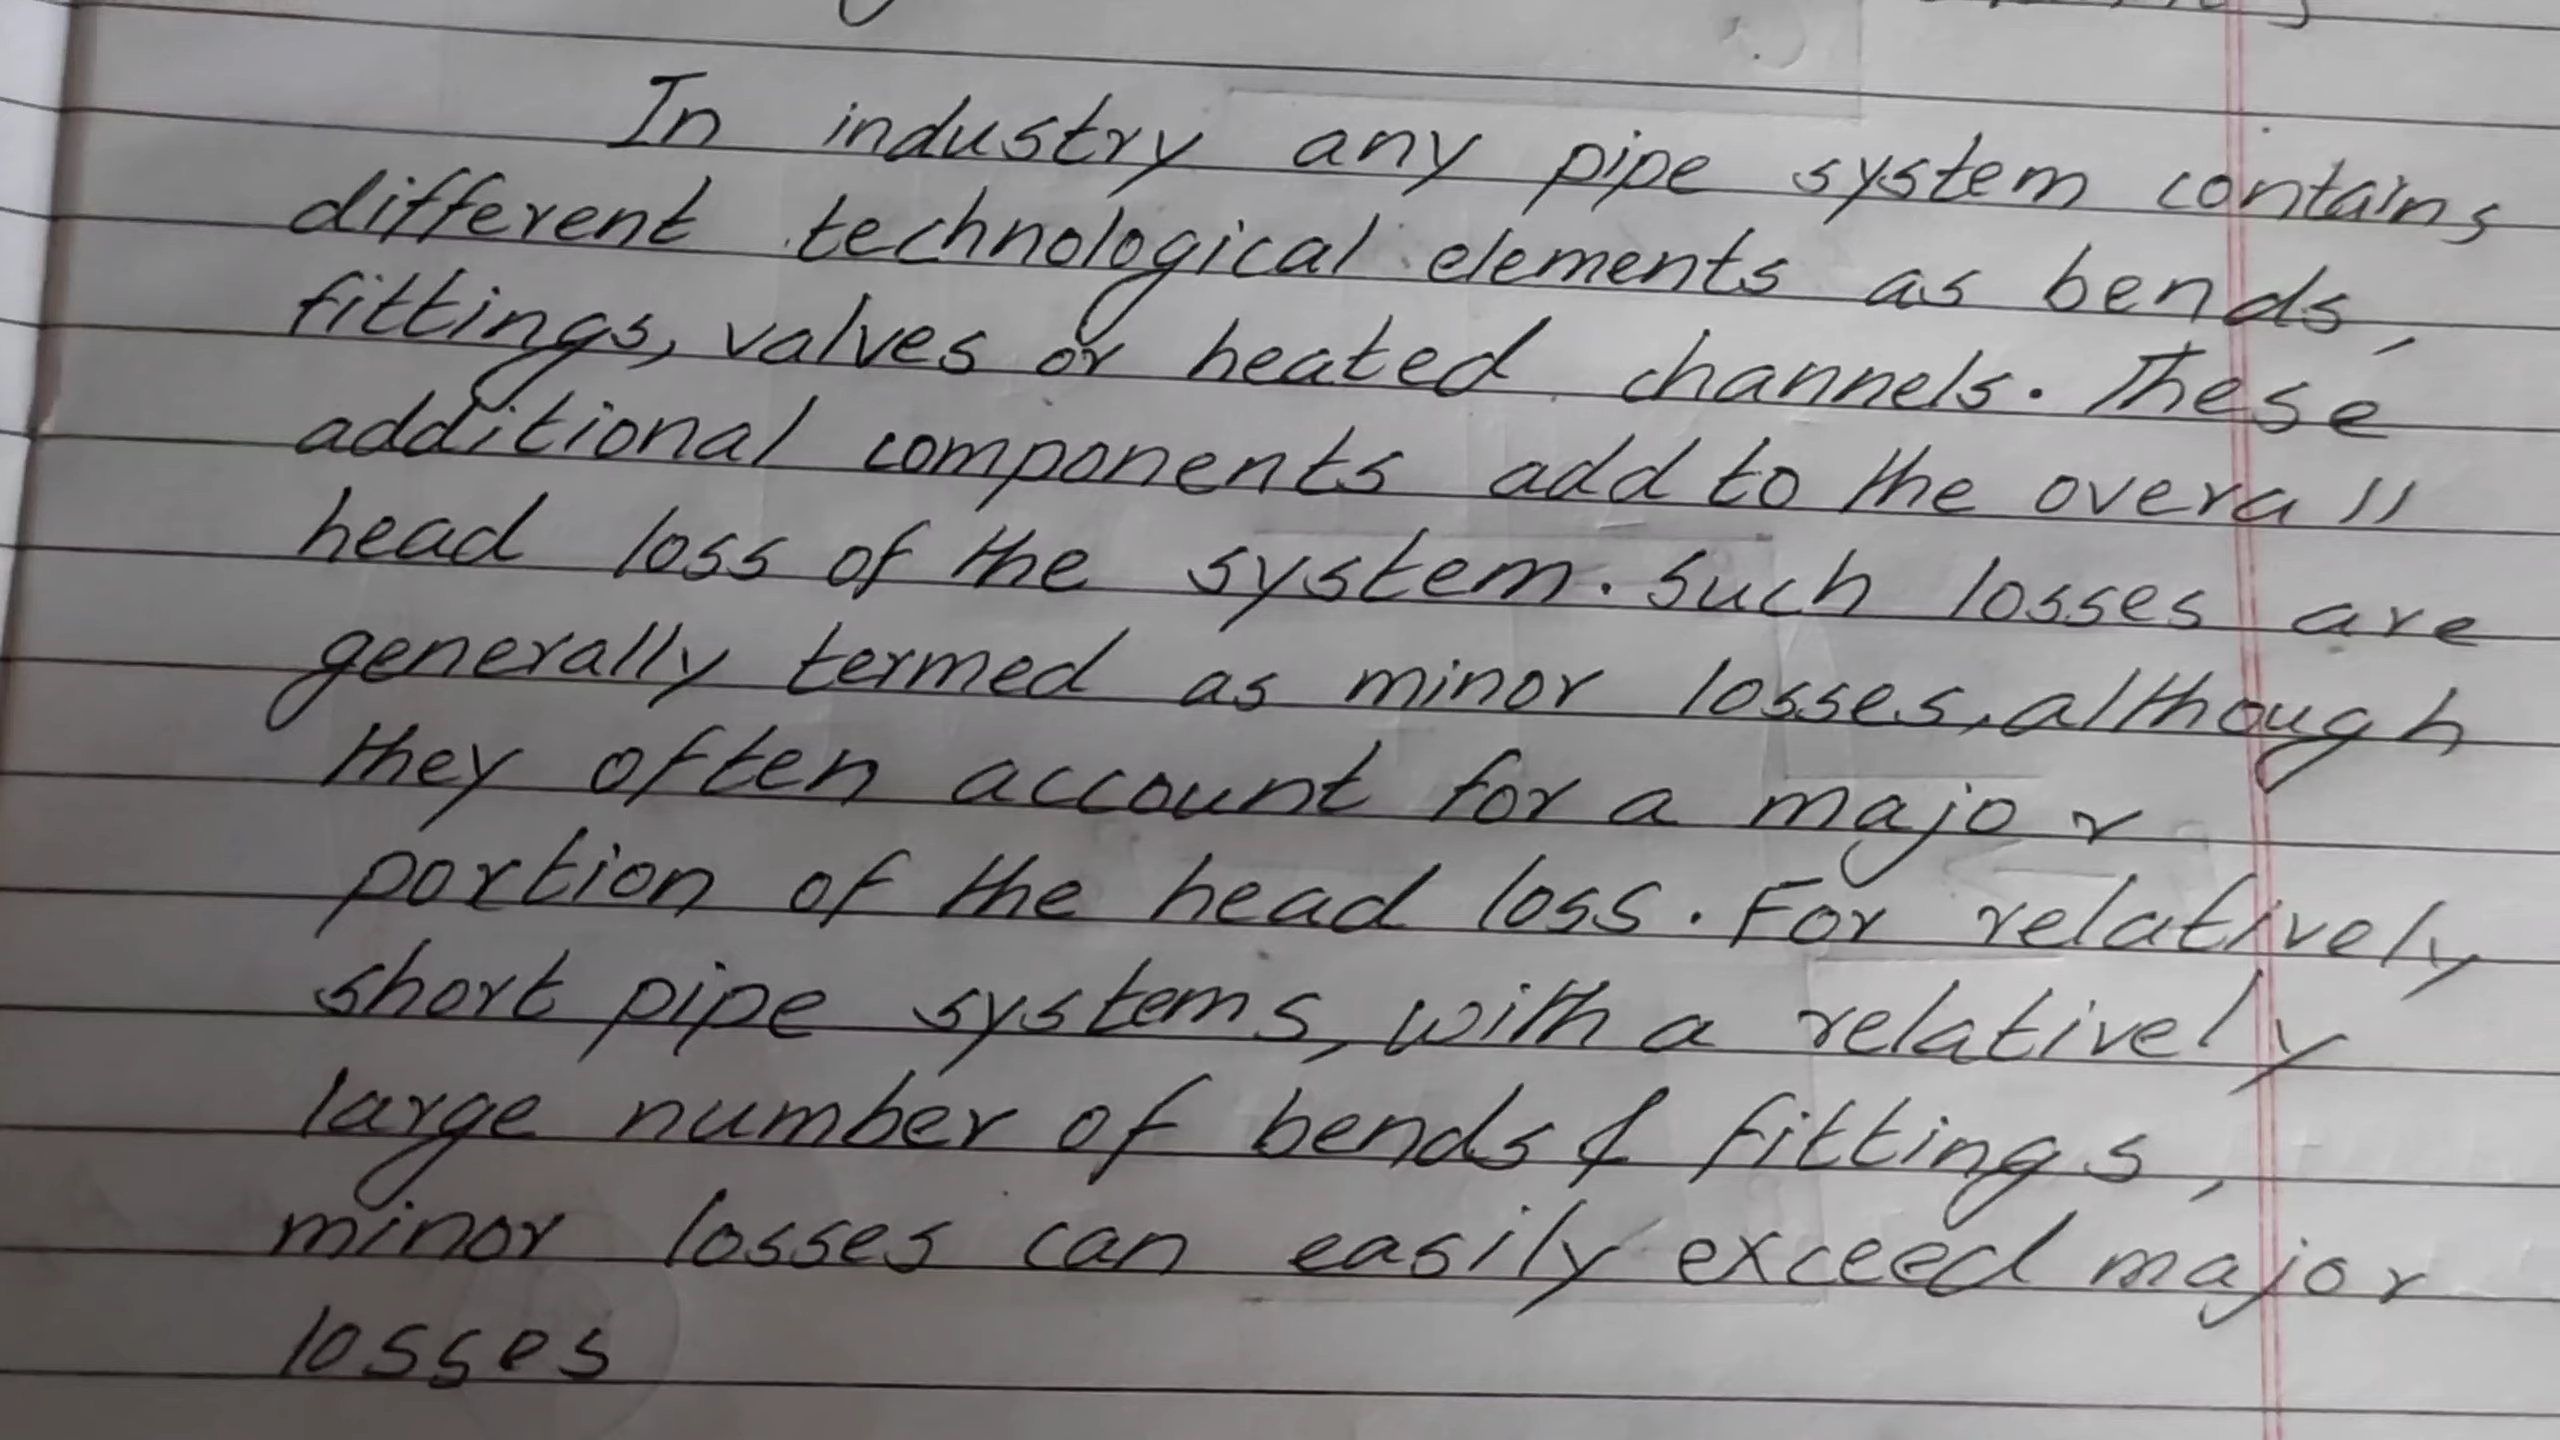 In industry any pipe system contains
different technological elements as bends,
fittings, valves or heated channels. These
additional components add to the overall
head loss of the system. Such losses are
generally termed as minor losses, although
they often account for a major
portion of the head loss. For relatively
short pipe systems, with a relatively
large number of bends & fittings,
minor losses can easily exceed major
losses